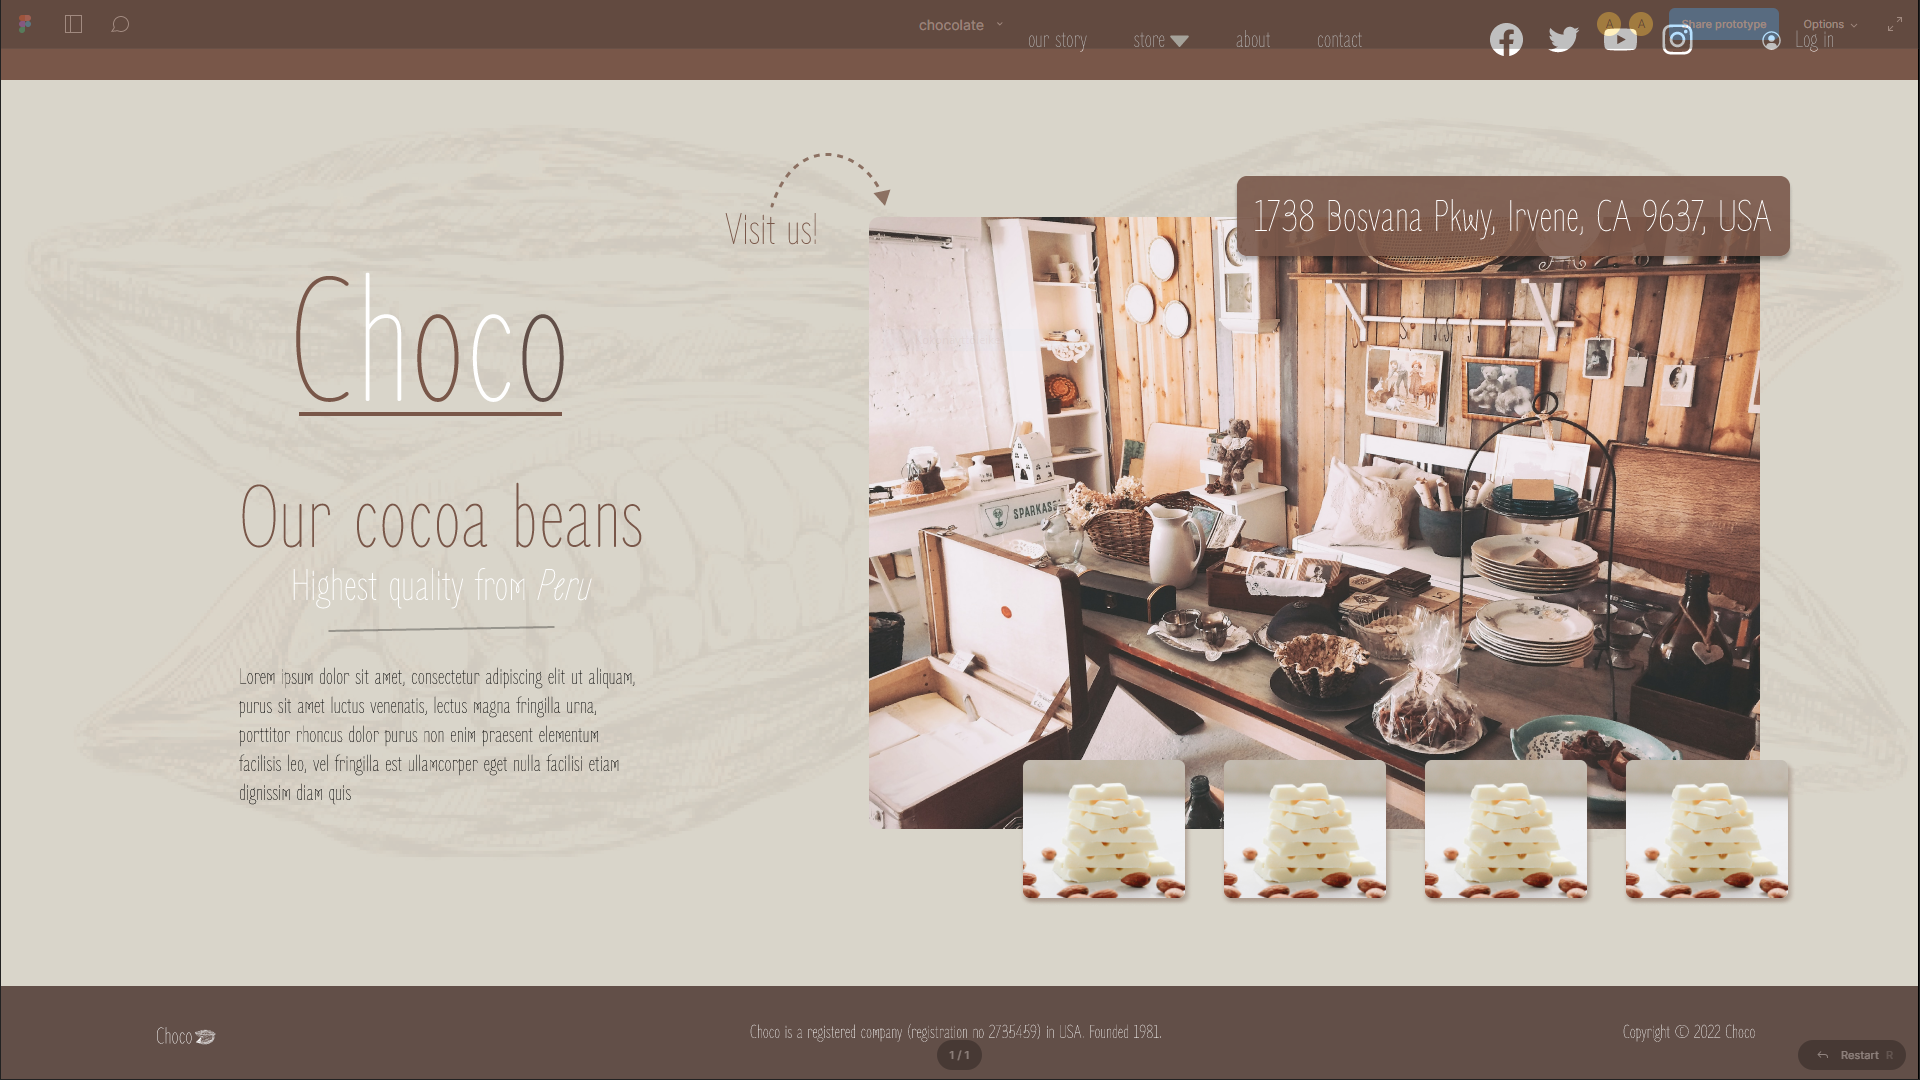 chocolate
A A
Share prototype
Options
our story
store
about
contact
Log in
Visit us!
1738 Bosvana Pkwy, Irvene, CA 9637, USA
Choco
SPARKASS
Our cocoa beans
Highest quality from Peru
Lorem ipsum dolor sit amet, consectetur adipiscing elit ut aliquam,
purus sit amet luctus venenatis, lectus magna fringilla urna,
porttitor rhoncus dolor purus non enim praesent elementum
facilisis leo, vel fringilla est ullamcorper eget nulla facilisi etiam
dignissim diam quis
Choco
Choco is a registered company (registration no 2735459) in USA. Founded 1981.
Copyright © 2022 Choco
1 / 1
Restart R